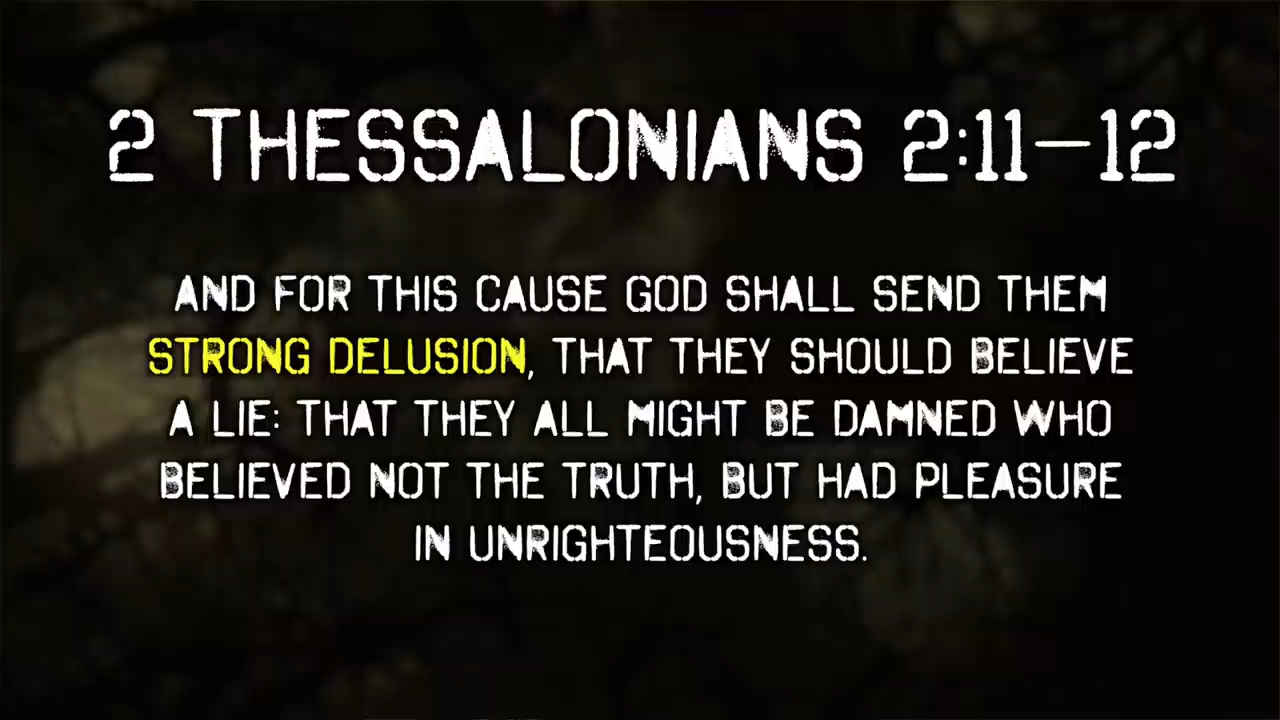 2 THESSALONIANS 2:11–12
AND FOR THIS CAUSE GOD SHALL SEND THEM
STRONG DELUSION, THAT THEY SHOULD BELIEVE
A LIE: THAT THEY ALL MIGHT BE DAMNED WHO
BELIEVED NOT THE TRUTH, BUT HAD PLEASURE
IN UNRIGHTEOUSNESS.